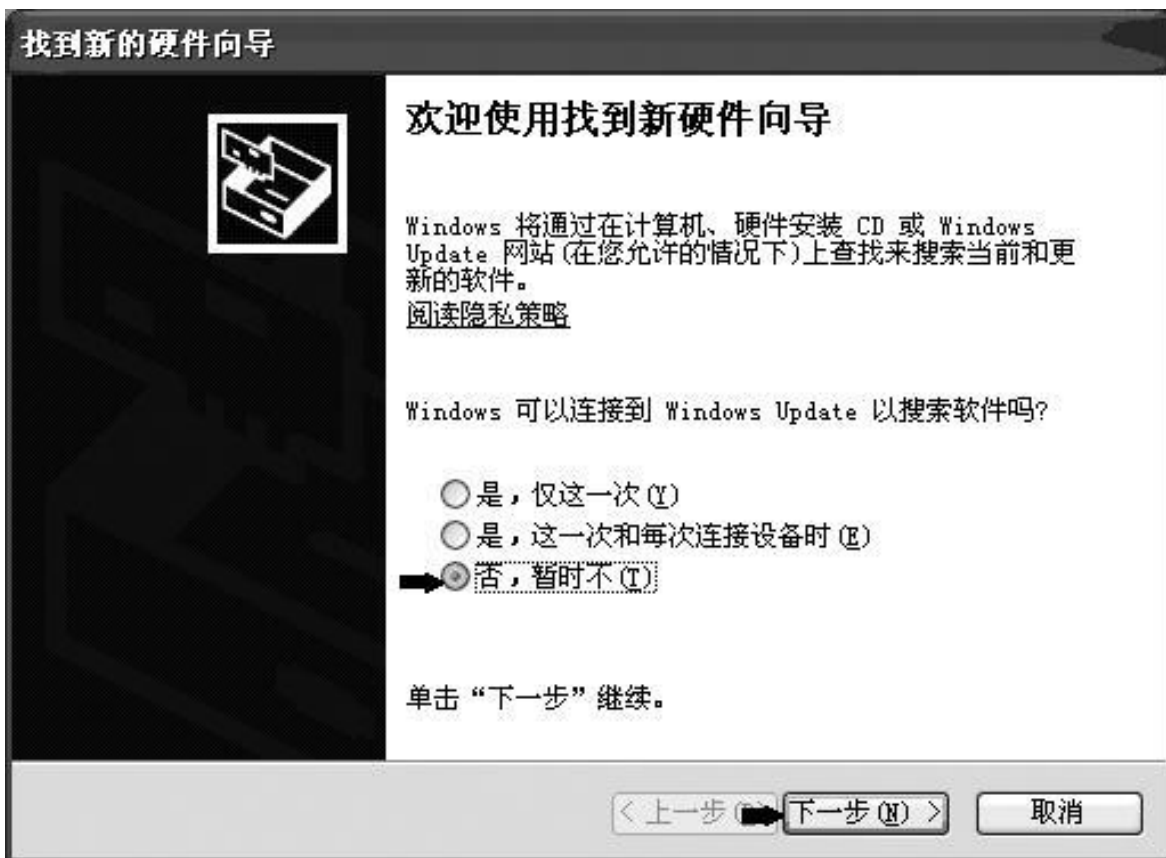 找到新的硬件向导
欢迎使用找到新硬件向导
Windows 将通过在计算机、硬件安装 CD 或 Windows
Update 网站(在您允许的情况下)上查找来搜索当前和更
新的软件。
阅读隐私策略
Windows 可以连接到 Windows Update 以搜索软件吗?
是，仅这一次(Y)
是，这一次和每次连接设备时(E)
否，暂时不(T)
单击“下一步”继续。
< 上一步 下一步(N) > 取消